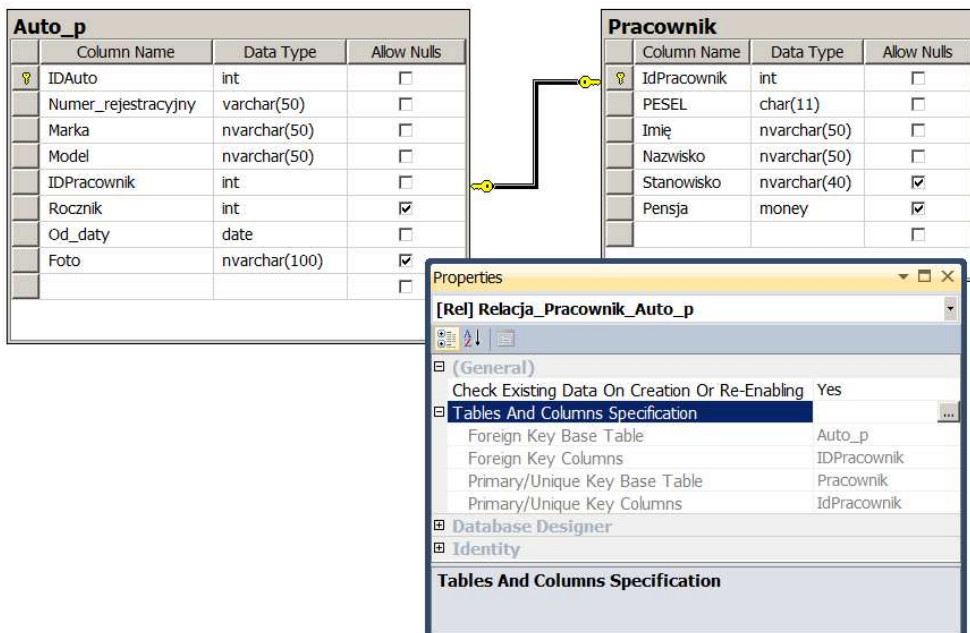 Auto_p
Column Name Data Type Allow Nulls
IDAuto int
Numer_rejestracyjny varchar(50)
Marka nvarchar(50)
Model nvarchar(50)
IDPracownik int
Rocznik int
Od_daty date
Foto nvarchar(100)
Pracownik
Column Name Data Type Allow Nulls
IdPracownik int
PESEL char(11)
Imię nvarchar(50)
Nazwisko nvarchar(50)
Stanowisko nvarchar(40)
Pensja money
Properties
[Rel] Relacja_Pracownik_Auto_p
(General)
Check Existing Data On Creation Or Re-Enabling Yes
Tables And Columns Specification ...
Foreign Key Base Table Auto_p
Foreign Key Columns IDPracownik
Primary/Unique Key Base Table Pracownik
Primary/Unique Key Columns IdPracownik
Database Designer
Identity
Tables And Columns Specification